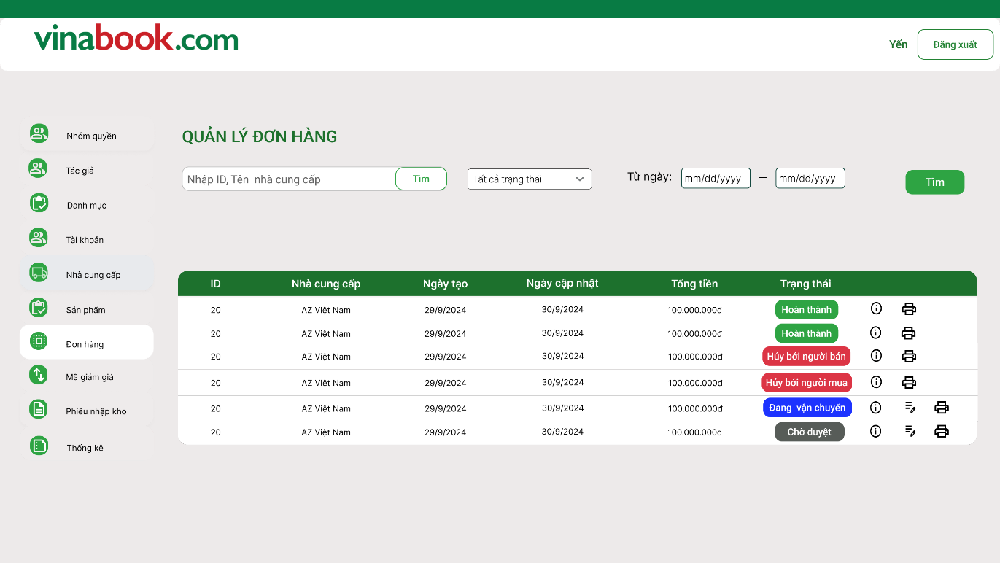 vinabook.com
Yến
Đăng xuất
Nhóm quyền
Tác giả
Danh mục
Tài khoản
Nhà cung cấp
Sản phẩm
Đơn hàng
Mã giảm giá
Phiếu nhập kho
Thống kê
QUẢN LÝ ĐƠN HÀNG
Nhập ID, Tên nhà cung cấp
Tìm
Tất cả trạng thái
Từ ngày: mm/dd/yyyy — mm/dd/yyyy
Tìm
ID Nhà cung cấp Ngày tạo Ngày cập nhật Tổng tiền Trạng thái
20 AZ Việt Nam 29/9/2024 30/9/2024 100.000.000đ Hoàn thành
20 AZ Việt Nam 29/9/2024 30/9/2024 100.000.000đ Hoàn thành
20 AZ Việt Nam 29/9/2024 30/9/2024 100.000.000đ Hủy bởi người bán
20 AZ Việt Nam 29/9/2024 30/9/2024 100.000.000đ Hủy bởi người mua
20 AZ Việt Nam 29/9/2024 30/9/2024 100.000.000đ Đang vận chuyển
20 AZ Việt Nam 29/9/2024 30/9/2024 100.000.000đ Chờ duyệt